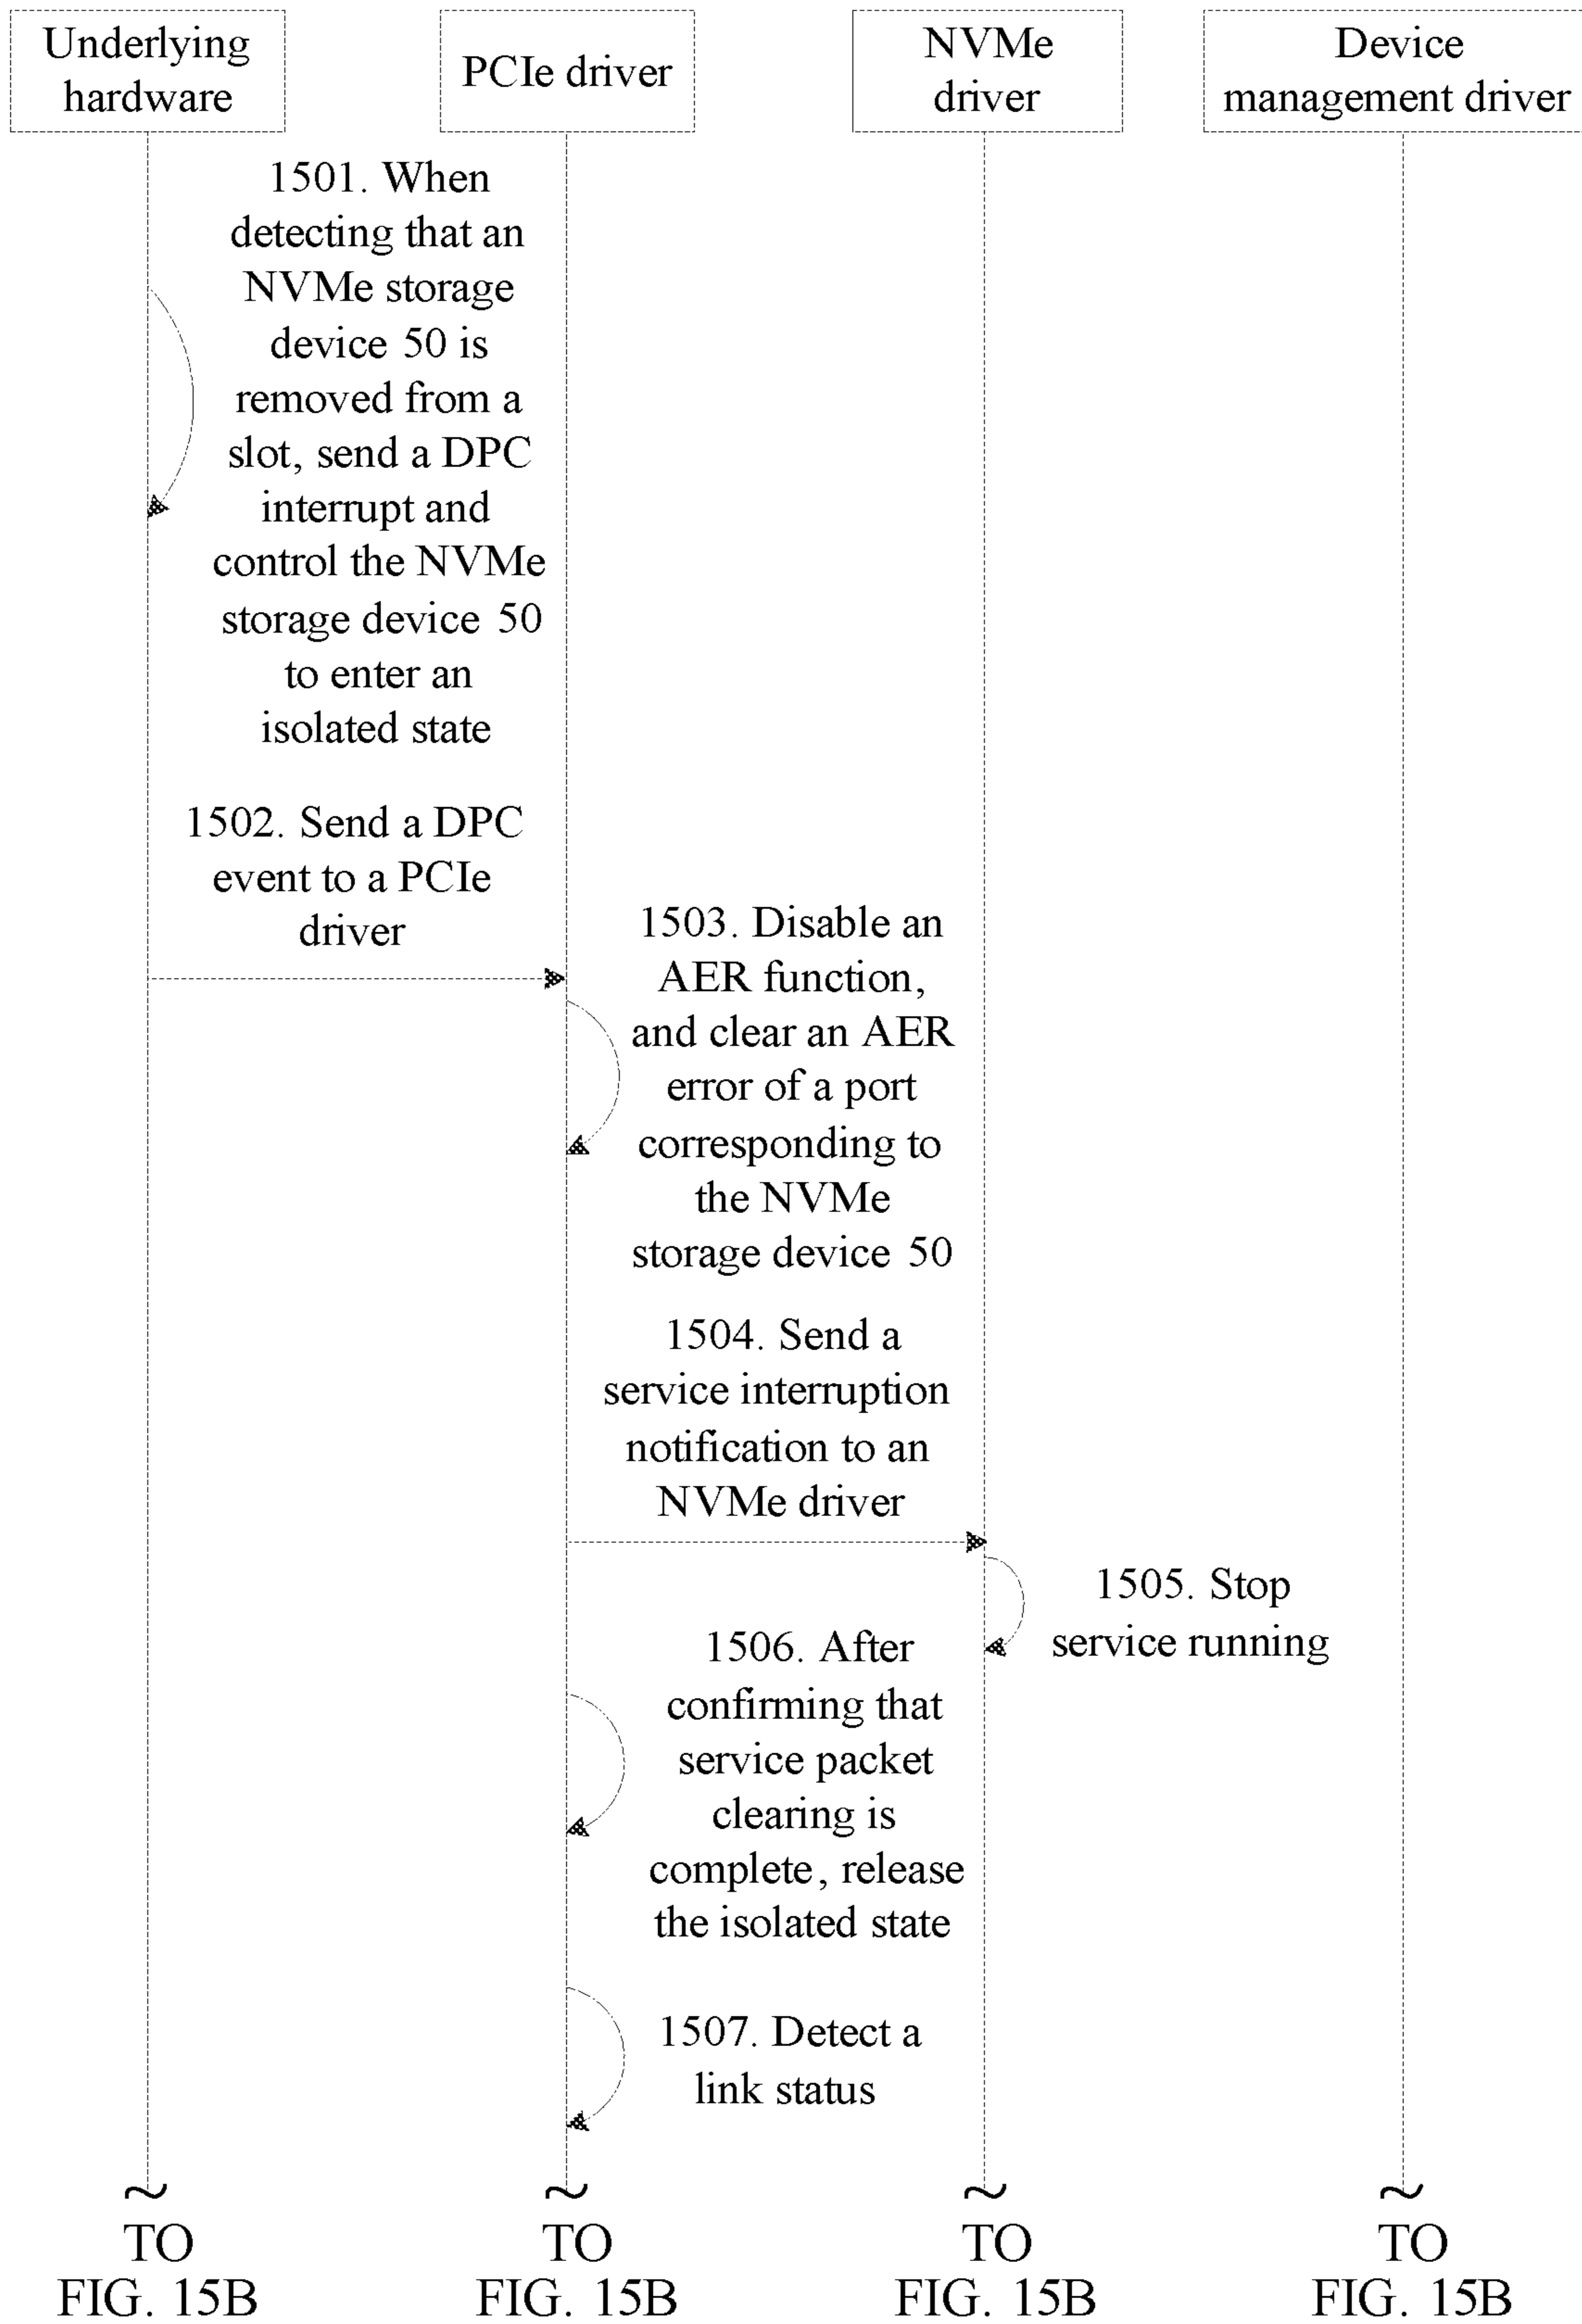 Underlying
hardware
PCIe driver
NVMe
driver
Device
management driver
1501. When
detecting that an
NVMe storage
device 50 is
removed from a
slot, send a DPC
interrupt and
control the NVMe
storage device 50
to enter an
isolated state
1502. Send a DPC
event to a PCIe
driver
1503. Disable an
AER function,
and clear an AER
error of a port
corresponding to
the NVMe
storage device 50
1504. Send a
service interruption
notification to an
NVMe driver
1505. Stop
service running
1506. After
confirming that
service packet
clearing is
complete, release
the isolated state
1507. Detect a
link status
TO
FIG. 15B
TO
FIG. 15B
TO
FIG. 15B
TO
FIG. 15B